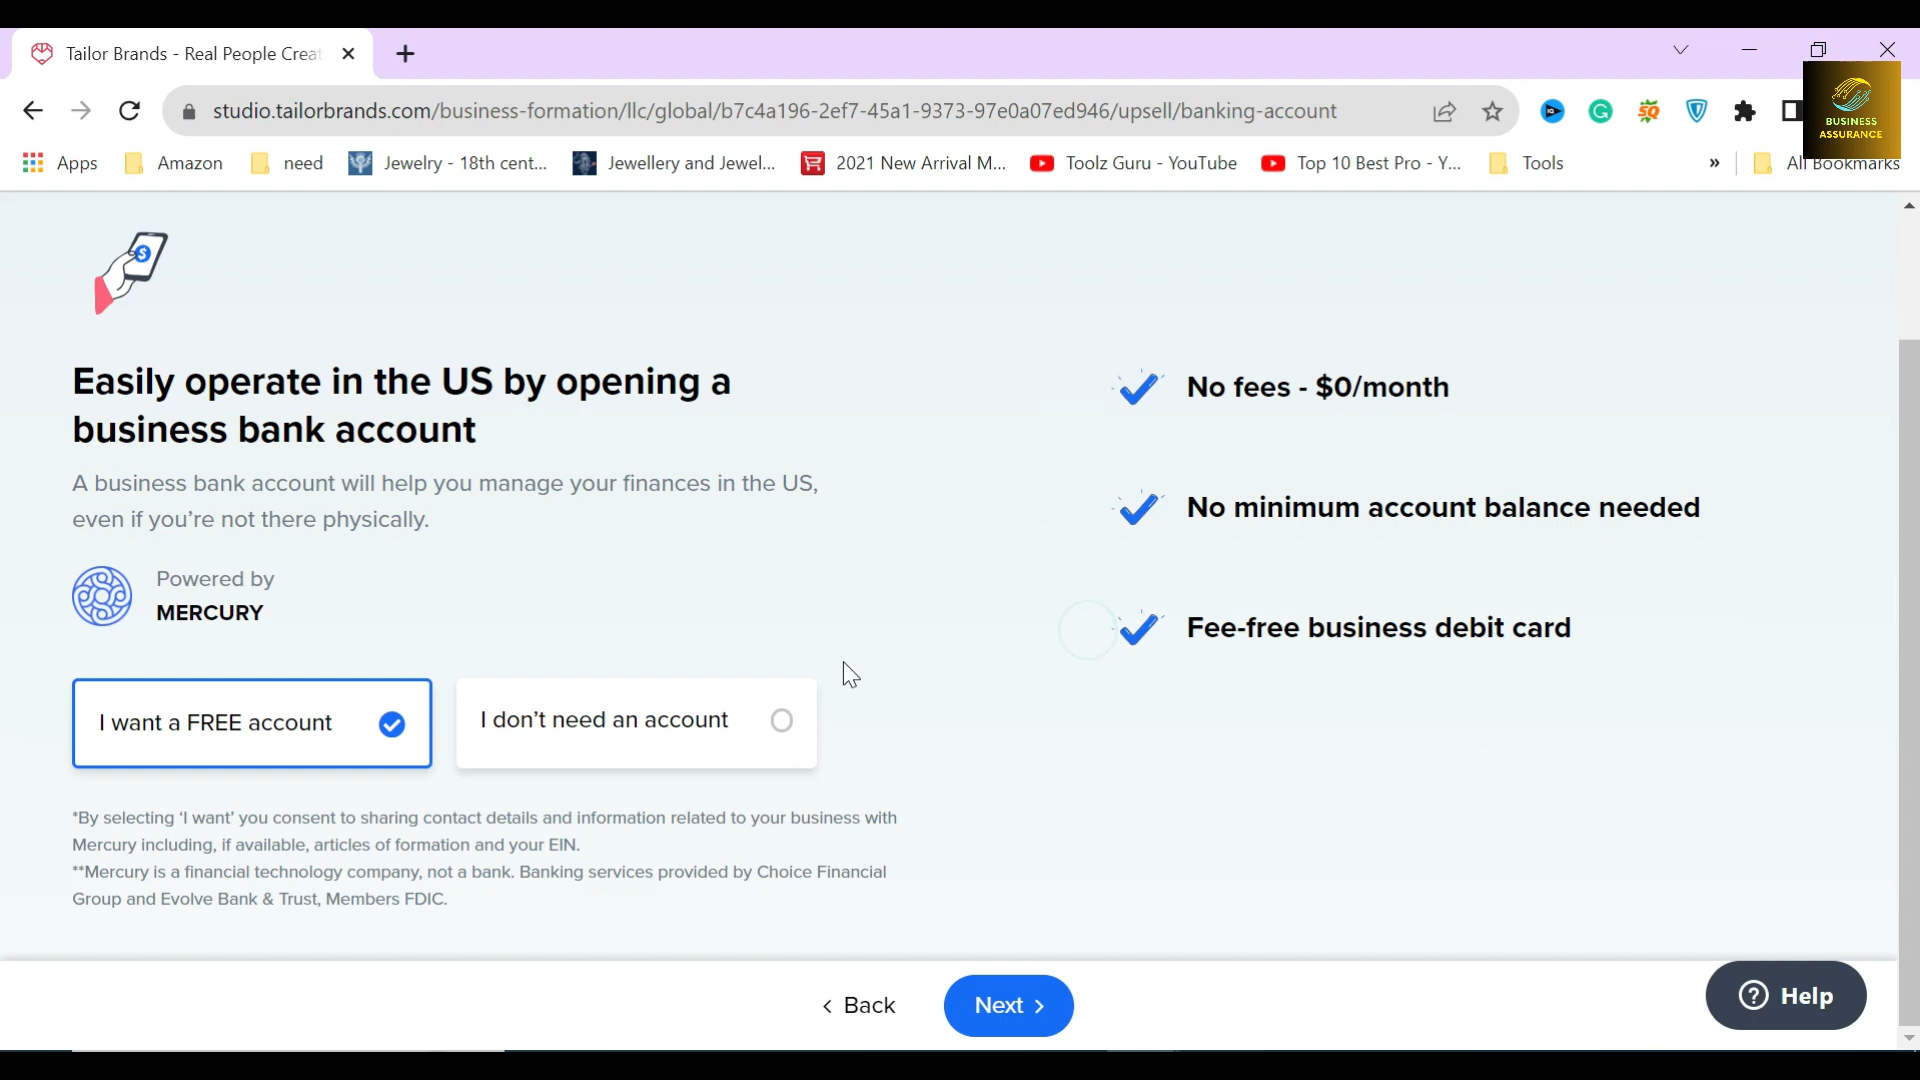 Tailor Brands - Real People Creat
studio.tailorbrands.com/business-formation/llc/global/b7c4a196-2ef7-45a1-9373-97e0a07ed946/upsell/banking-account
BUSINESS
ASSURANCE
Apps
Amazon
need
Jewelry - 18th cent...
Jewellery and Jewel...
2021 New Arrival M...
Toolz Guru - YouTube
Top 10 Best Pro - Y...
Tools
»
All Bookmarks
Easily operate in the US by opening a
business bank account
A business bank account will help you manage your finances in the US,
even if you're not there physically.
Powered by
MERCURY
I want a FREE account
I don't need an account
*By selecting 'I want' you consent to sharing contact details and information related to your business with
Mercury including, if available, articles of formation and your EIN.
**Mercury is a financial technology company, not a bank. Banking services provided by Choice Financial
Group and Evolve Bank & Trust, Members FDIC.
No fees - $0/month
No minimum account balance needed
Fee-free business debit card
‹ Back
Next ›
Help